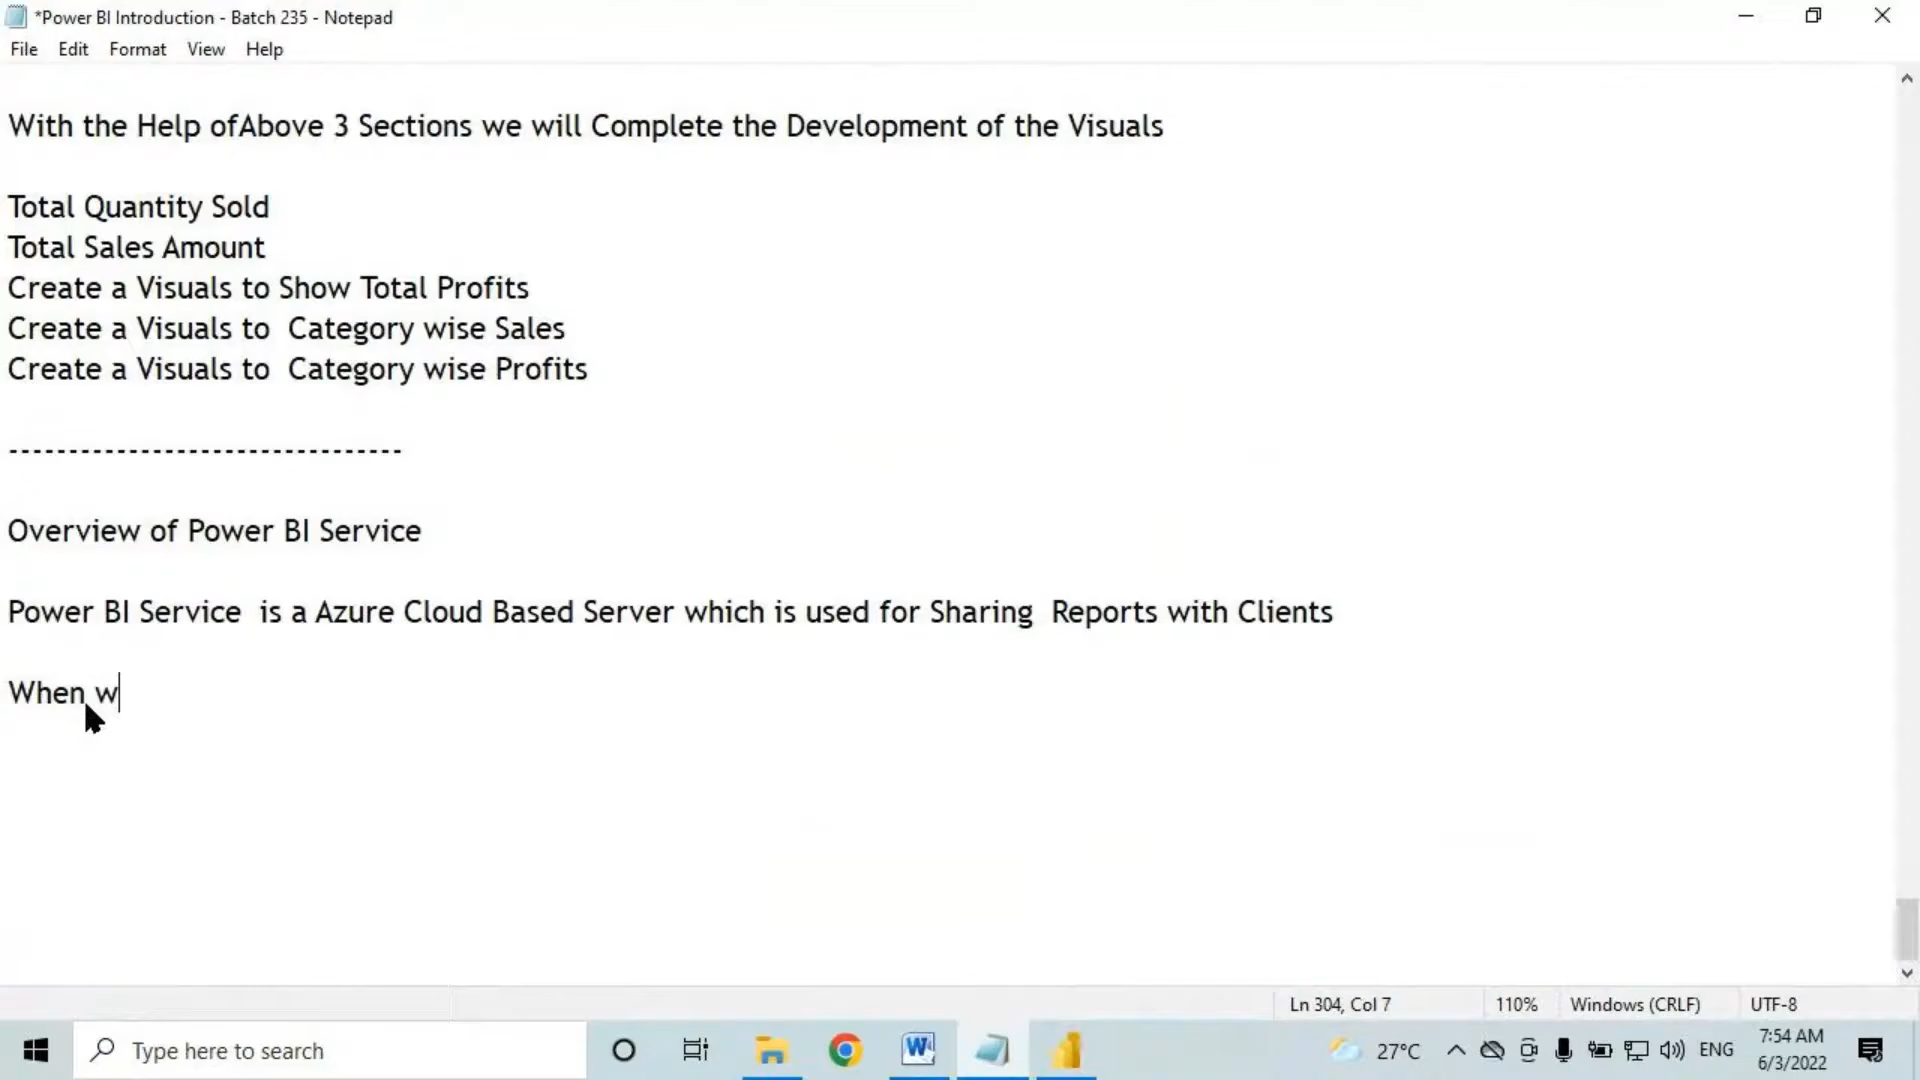 *Power BI Introduction - Batch 235 - Notepad
File Edit Format View Help
With the Help ofAbove 3 Sections we will Complete the Development of the Visuals
Total Quantity Sold
Total Sales Amount
Create a Visuals to Show Total Profits
Create a Visuals to  Category wise Sales
Create a Visuals to  Category wise Profits
--------------------------------
Overview of Power BI Service
Power BI Service  is a Azure Cloud Based Server which is used for Sharing  Reports with Clients
When w
Ln 304, Col 7 110% Windows (CRLF) UTF-8
Type here to search 27°C ENG 7:54 AM
6/3/2022